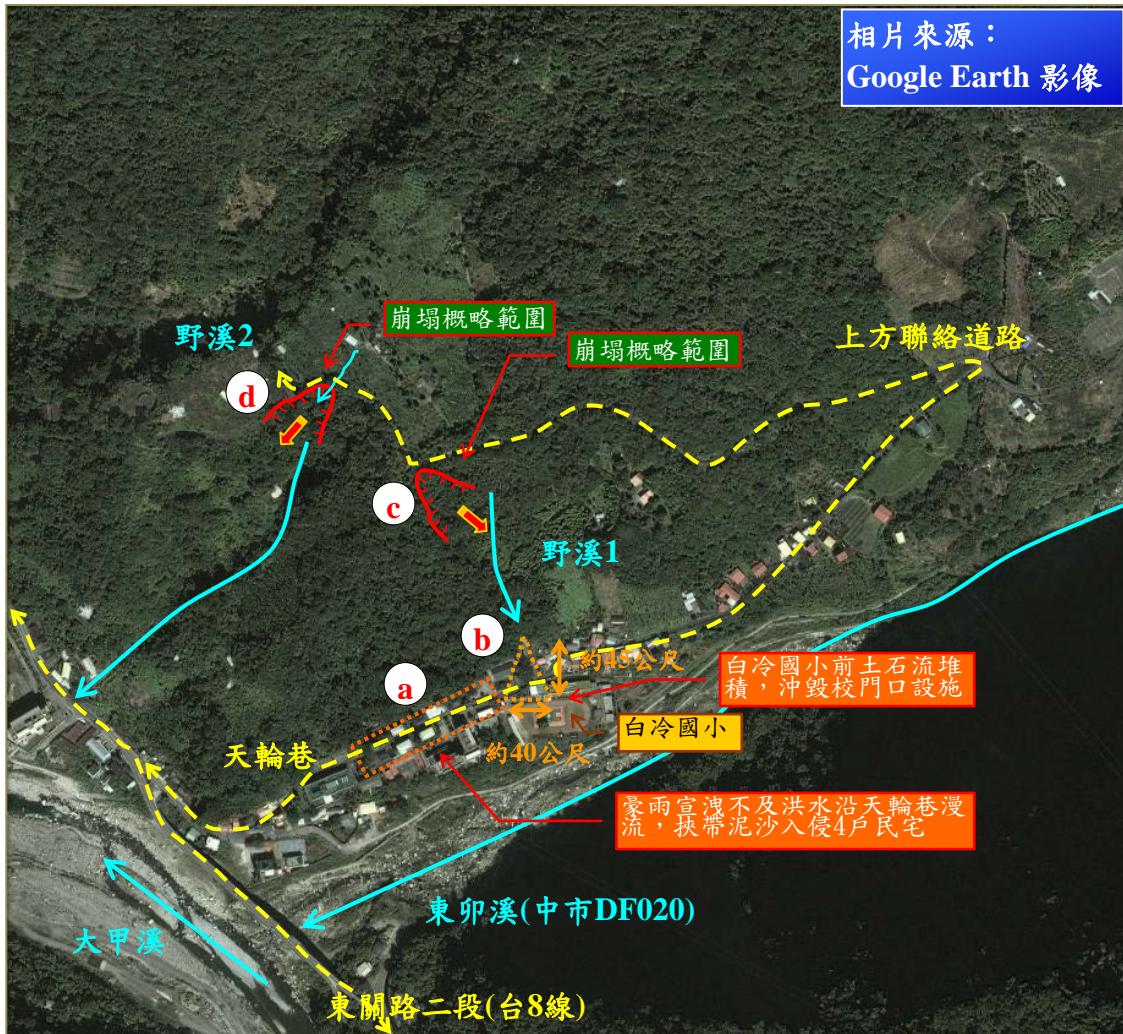 相片來源：
Google Earth 影像
崩塌概略範圍
野溪2
崩塌概略範圍
上方聯絡道路
d
c
野溪1
b
約45公尺
a
白冷國小前土石流堆
積，沖毀校門口設施
白冷國小
天輪巷
約40公尺
豪雨宣洩不及洪水沿天輪巷漫
流，挾帶泥沙入侵4戶民宅
東卯溪(中市DF020)
大甲溪
東關路二段(台8線)